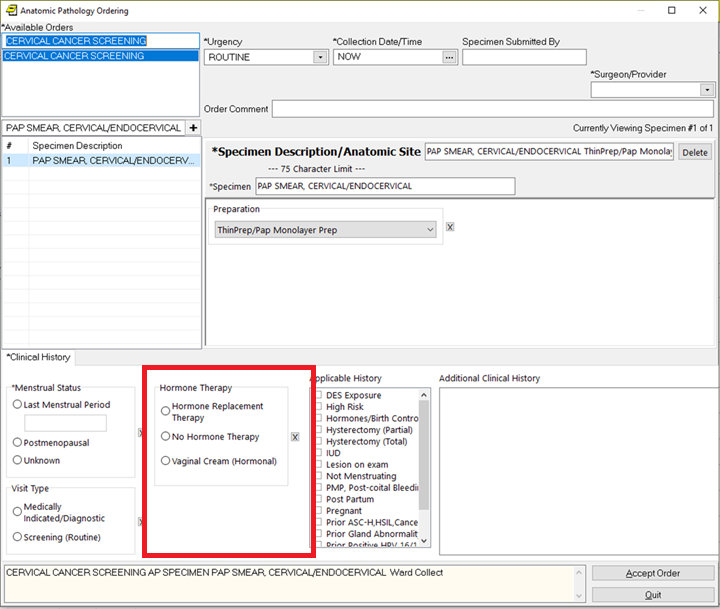 Anatomic Pathology Ordering
*Available Orders
CERVICAL CANCER SCREENING
CERVICAL CANCER SCREENING
*Urgency
ROUTINE
*Collection Date/Time
NOW
...
Specimen Submitted By
*Surgeon/Provider
Order Comment
PAP SMEAR, CERVICAL/ENDOCERVICAL
+
Currently Viewing Specimen #1 of 1
# Specimen Description
1 PAP SMEAR, CERVICAL/ENDOCERV...
*Specimen Description/Anatomic Site
PAP SMEAR, CERVICAL/ENDOCERVICAL ThinPrep/Pap Monolay
Delete
--- 75 Character Limit ---
*Specimen
PAP SMEAR, CERVICAL/ENDOCERVICAL
Preparation
ThinPrep/Pap Monolayer Prep
X
*Clinical History
*Menstrual Status
Last Menstrual Period
Postmenopausal
Unknown
Visit Type
Medically
Indicated/Diagnostic
Screening (Routine)
Hormone Therapy
Hormone Replacement
Therapy
No Hormone Therapy
Vaginal Cream (Hormonal)
X
Applicable History
DES Exposure
High Risk
Hormones/Birth Contro
Hysterectomy (Partial)
Hysterectomy (Total)
IUD
Lesion on exam
Not Menstruating
PMP, Post-coital Bleedi
Post Partum
Pregnant
Prior ASC-H,HSIL,Cance
Prior Gland Abnormalit
Prior Positive HPV 16/1
Additional Clinical History
CERVICAL CANCER SCREENING AP SPECIMEN PAP SMEAR, CERVICAL/ENDOCERVICAL Ward Collect
Accept Order
Quit